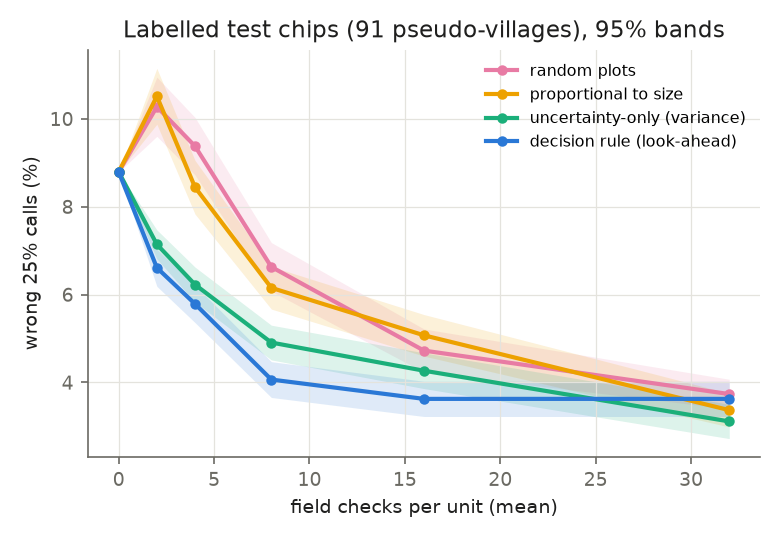 Labelled test chips (91 pseudo-villages), 95% bands
random plots
proportional to size
uncertainty-only (variance)
decision rule (look-ahead)
wrong 25% calls (%)
10
8
6
4
0 5 10 15 20 25 30
field checks per unit (mean)